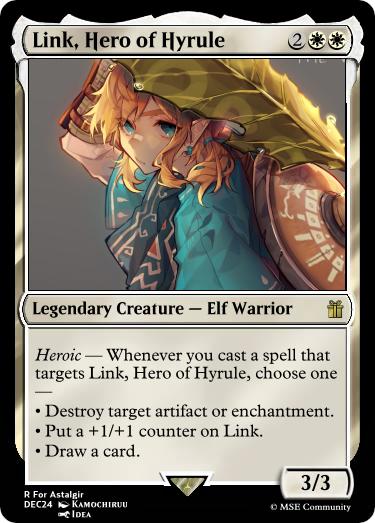 Link, Hero of Hyrule 2
THE
Legendary Creature — Elf Warrior
Heroic — Whenever you cast a spell that
targets Link, Hero of Hyrule, choose one
—
• Destroy target artifact or enchantment.
• Put a +1/+1 counter on Link.
• Draw a card.
3/3
R For Astalgir
DEC24 Kamochiruu
Idea
© MSE Community